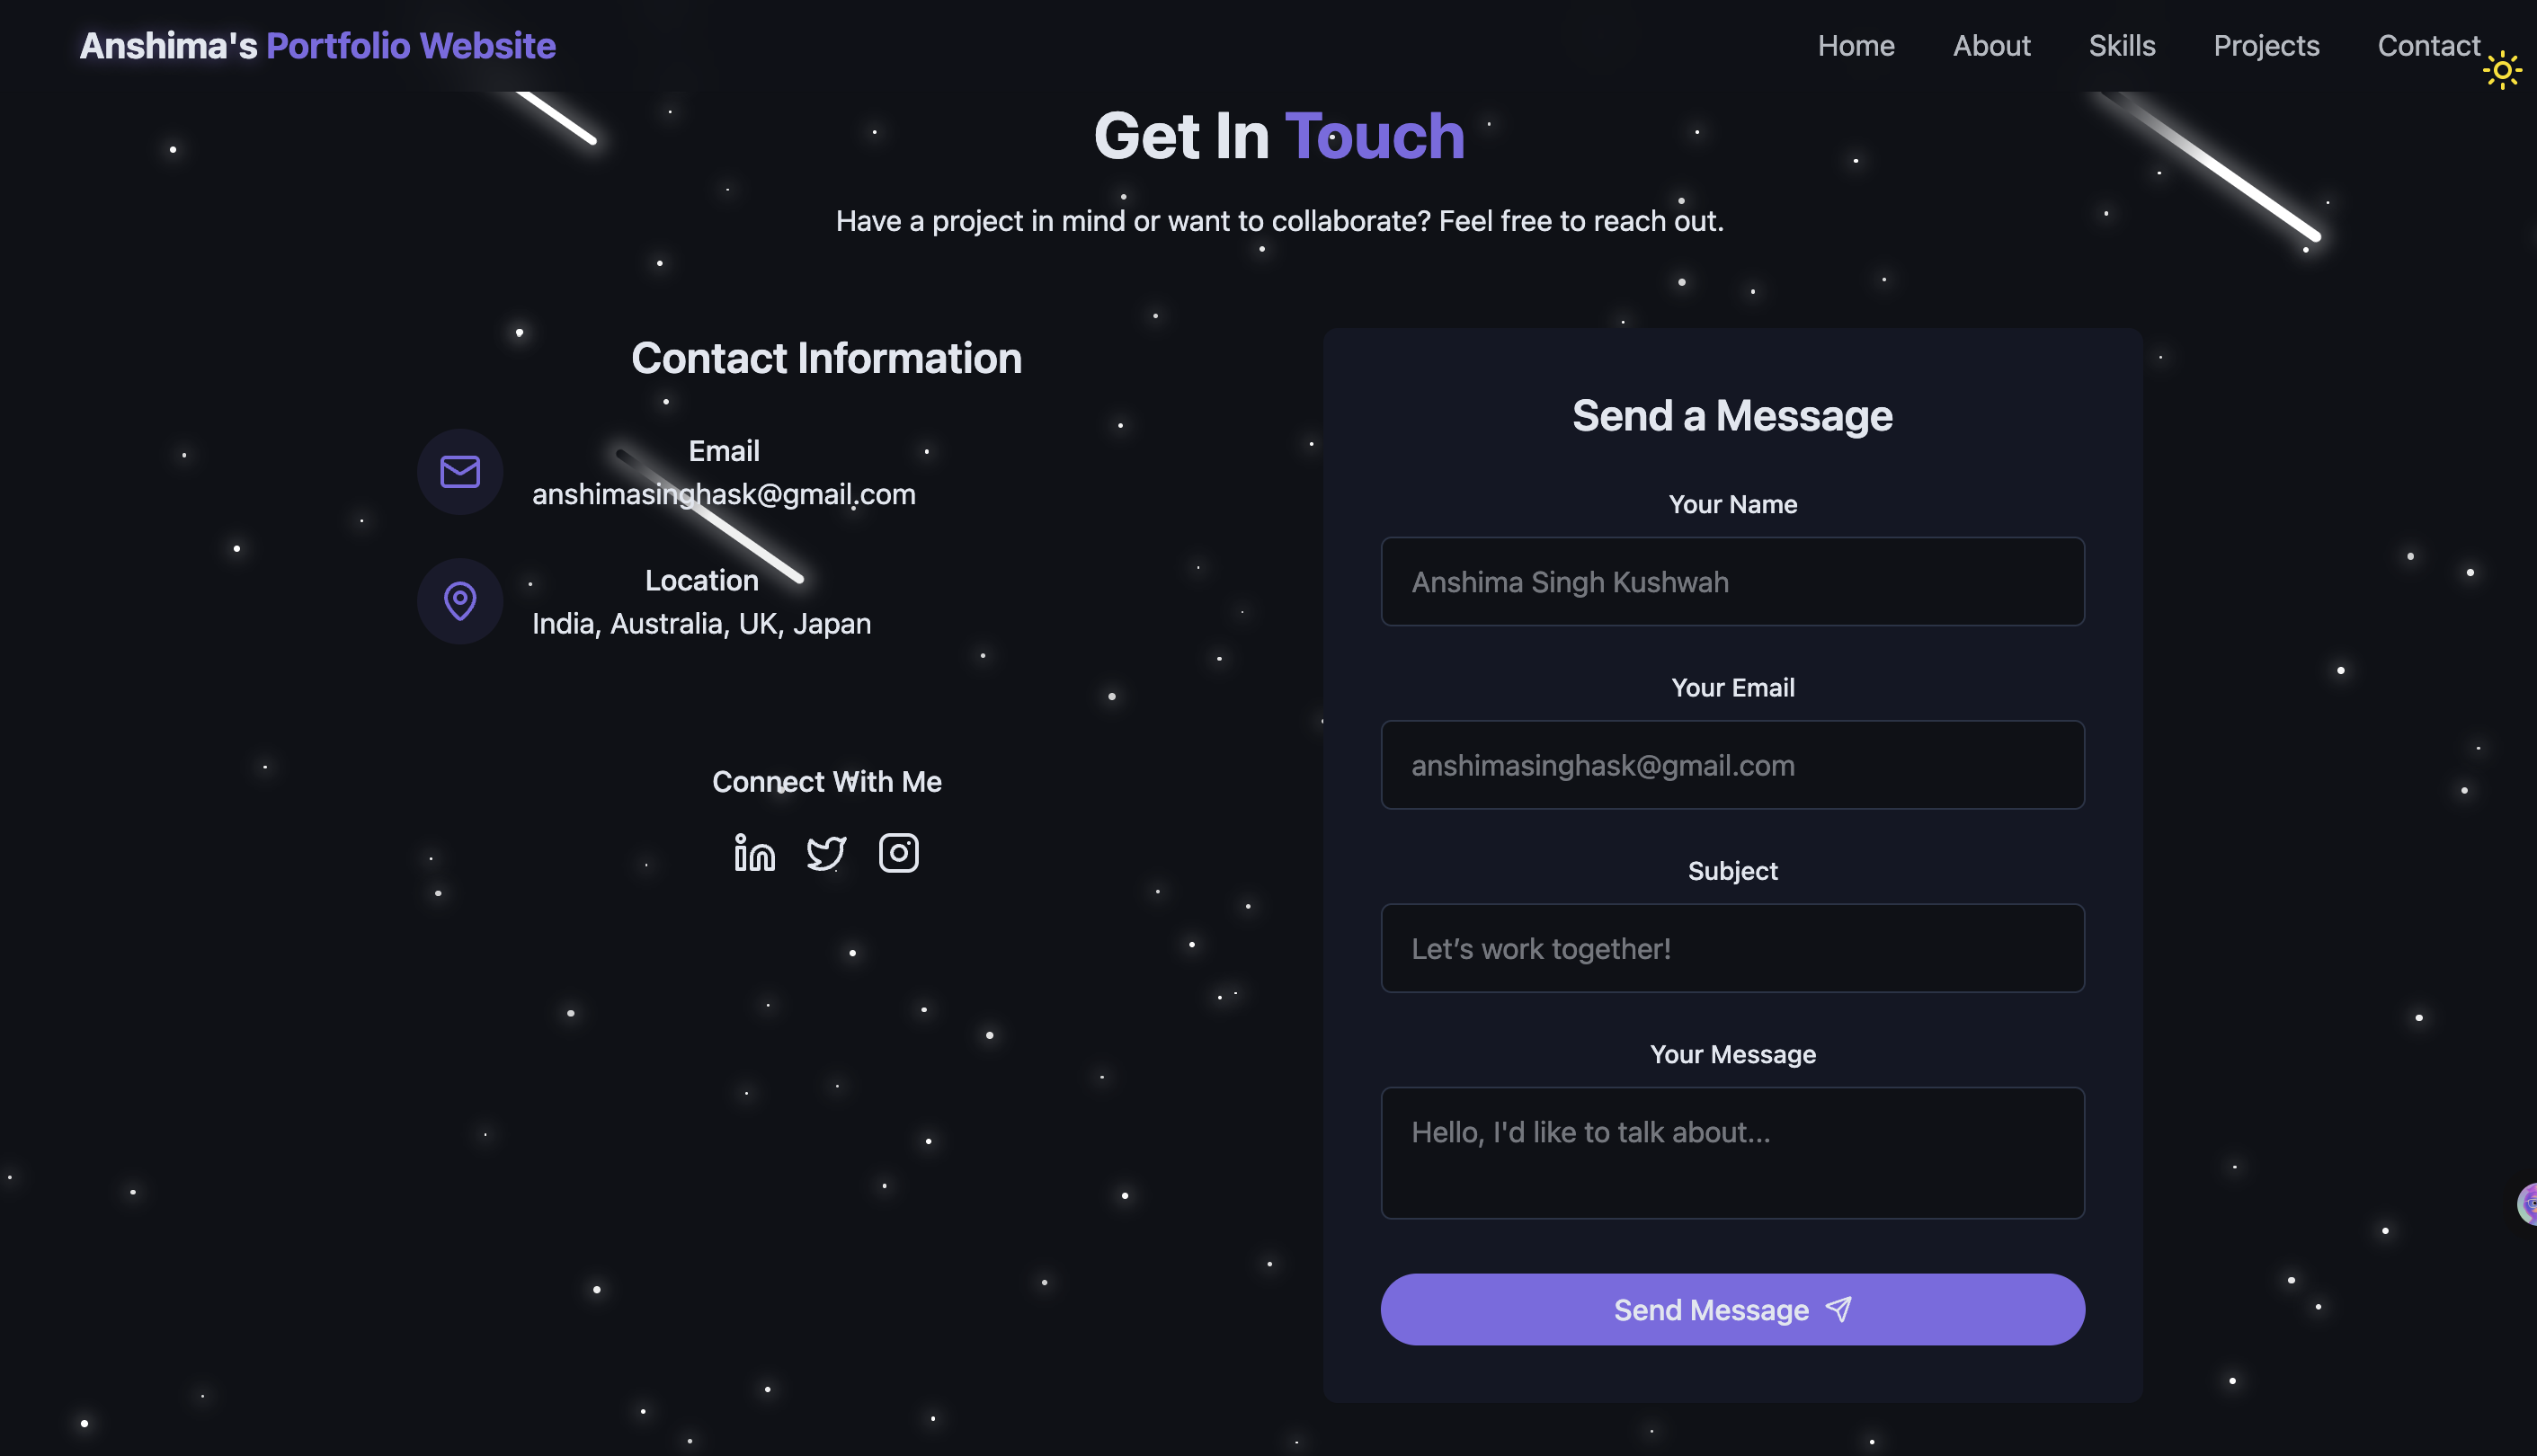 Anshima's Portfolio Website
Home About Skills Projects Contact
Get In Touch
Have a project in mind or want to collaborate? Feel free to reach out.
Contact Information
Email
anshimasinghask@gmail.com
Location
India, Australia, UK, Japan
Connect With Me
Send a Message
Your Name
Anshima Singh Kushwah
Your Email
anshimasinghask@gmail.com
Subject
Let’s work together!
Your Message
Hello, I'd like to talk about...
Send Message